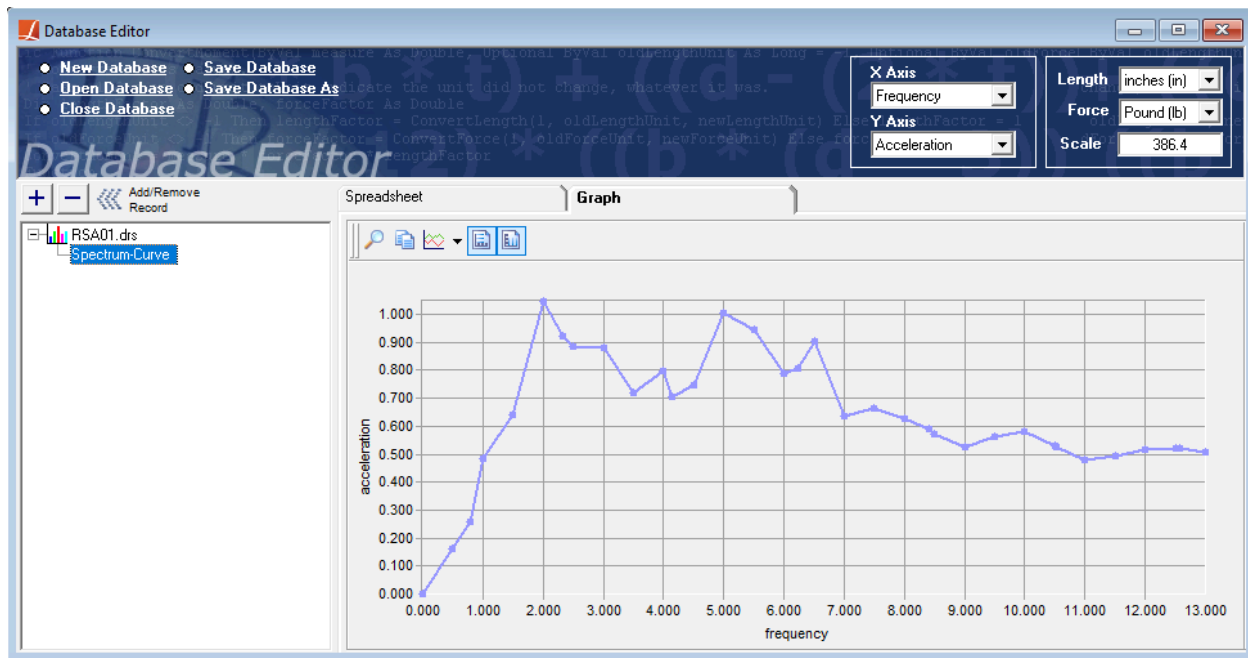 Database Editor
New Database
Save Database
Open Database
Save Database As
Close Database
Database Editor
X Axis
Frequency
Y Axis
Acceleration
Length
inches (in)
Force
Pound (lb)
Scale
386.4
Add/Remove
Record
RSA01.drs
Spectrum-Curve
Spreadsheet
Graph
1.000
0.900
0.800
0.700
0.600
0.500
0.400
0.300
0.200
0.100
0.000
acceleration
0.000 1.000 2.000 3.000 4.000 5.000 6.000 7.000 8.000 9.000 10.000 11.000 12.000 13.000
frequency